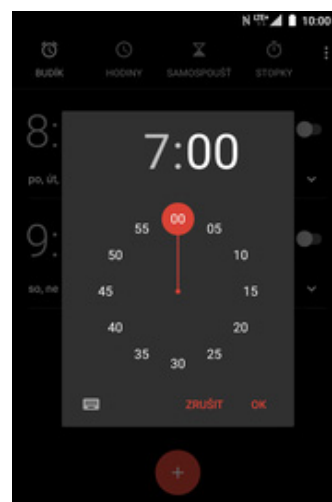 N LTE+ 10:00
BUDÍK HODINY SAMOSPOUŠŤ STOPKY
8:
po, út,
9:
so, ne
7:00
00
55 05
50 10
45 15
40 20
35 25
30
ZRUŠIT OK
+